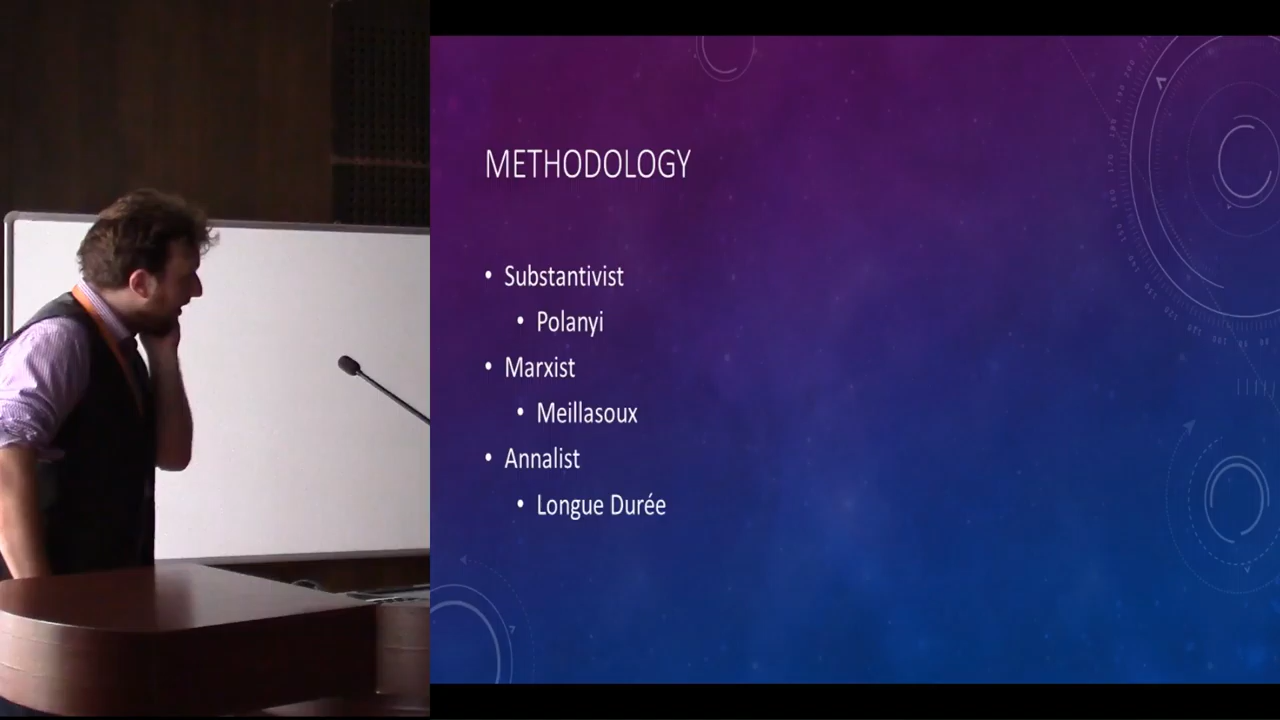 METHODOLOGY
• Substantivist
• Polanyi
• Marxist
• Meillasoux
• Annalist
• Longue Durée